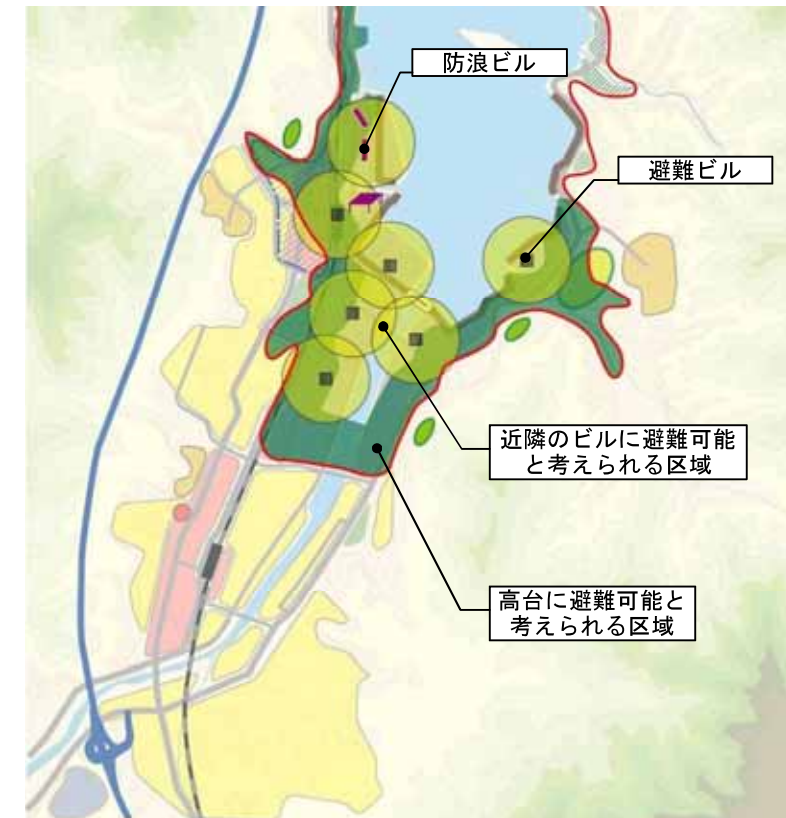 防浪ビル
避難ビル
近隣のビルに避難可能
と考えられる区域
高台に避難可能と
考えられる区域